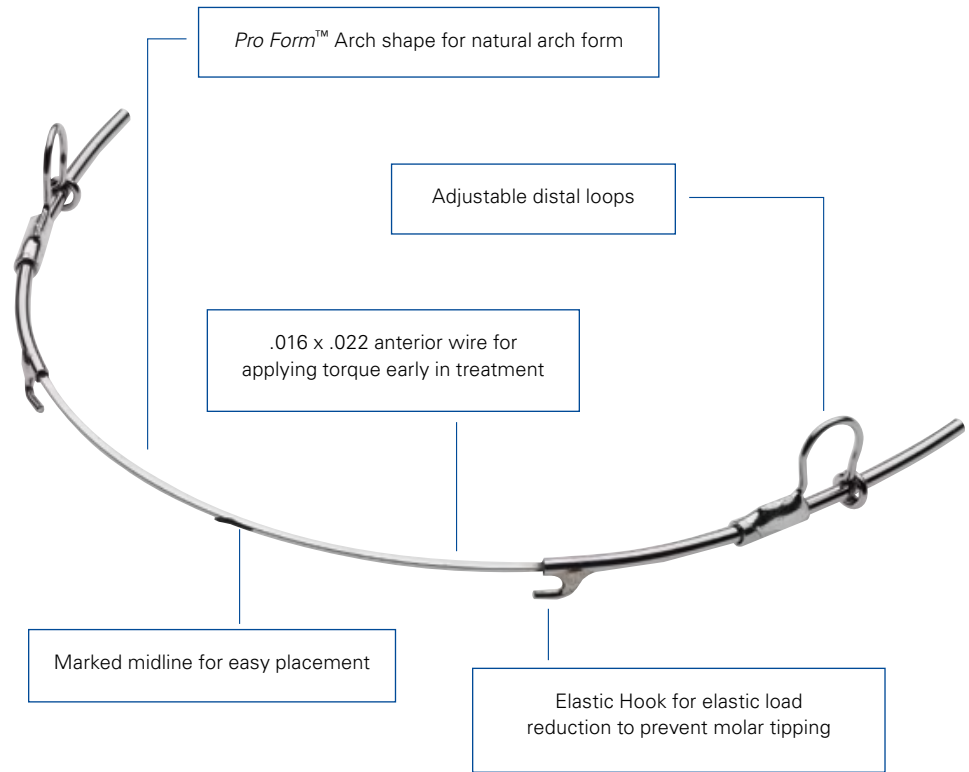 Pro Form™ Arch shape for natural arch form
Adjustable distal loops
.016 x .022 anterior wire for
applying torque early in treatment
Marked midline for easy placement
Elastic Hook for elastic load
reduction to prevent molar tipping